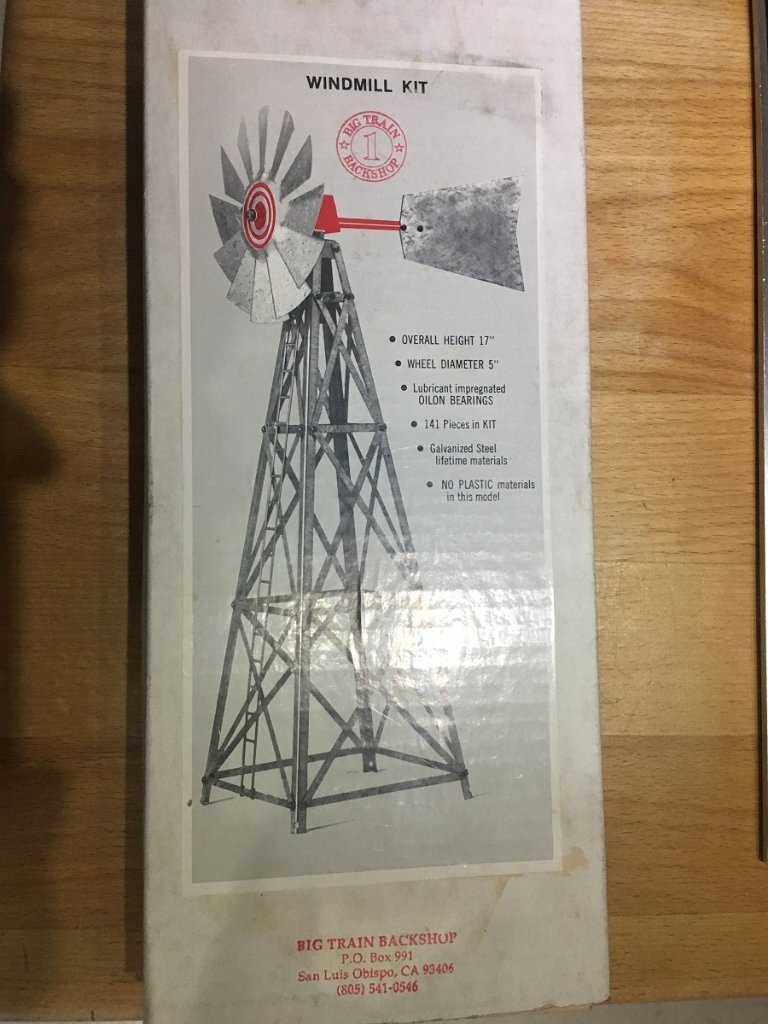 WINDMILL KIT
BIG TRAIN
1
BACKSHOP
● OVERALL HEIGHT 17"
● WHEEL DIAMETER 5"
● Lubricant impregnated
OILON BEARINGS
● 141 Pieces in KIT
● Galvanized Steel
lifetime materials
● NO PLASTIC materials
in this model
BIG TRAIN BACKSHOP
P.O. Box 991
San Luis Obispo, CA 93406
(805) 541-0546